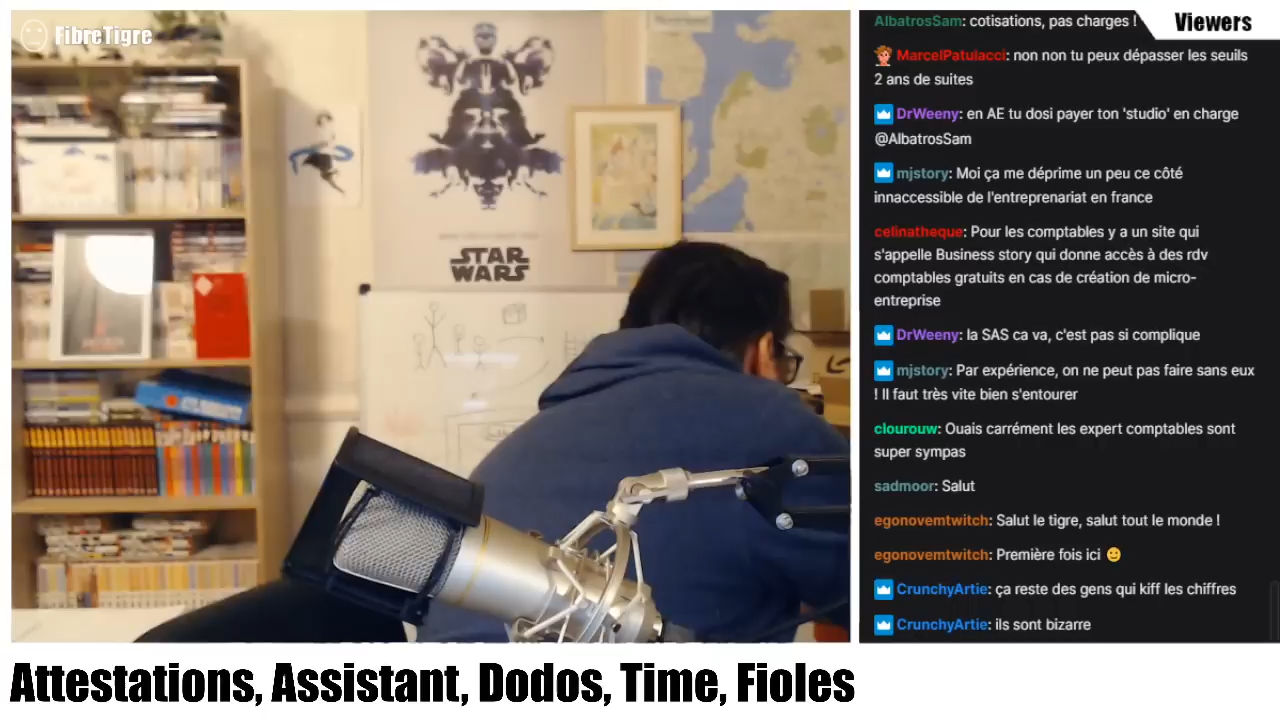 FibreTigre
STAR
WARS
Viewers
AlbatrosSam: cotisations, pas charges !
MarcelPatulacci: non non tu peux dépasser les seuils
2 ans de suites
DrWeeny: en AE tu dosi payer ton 'studio' en charge
@AlbatrosSam
mjstory: Moi ça me déprime un peu ce côté
innaccessible de l'entreprenariat en france
celinatheque: Pour les comptables y a un site qui
s'appelle Business story qui donne accès à des rdv
comptables gratuits en cas de création de micro-
entreprise
DrWeeny: la SAS ca va, c'est pas si complique
mjstory: Par expérience, on ne peut pas faire sans eux
! Il faut très vite bien s'entourer
clourouw: Ouais carrément les expert comptables sont
super sympas
sadmoor: Salut
egonovemtwitch: Salut le tigre, salut tout le monde !
egonovemtwitch: Première fois ici
CrunchyArtie: ça reste des gens qui kiff les chiffres
CrunchyArtie: ils sont bizarre
Attestations, Assistant, Dodos, Time, Fioles